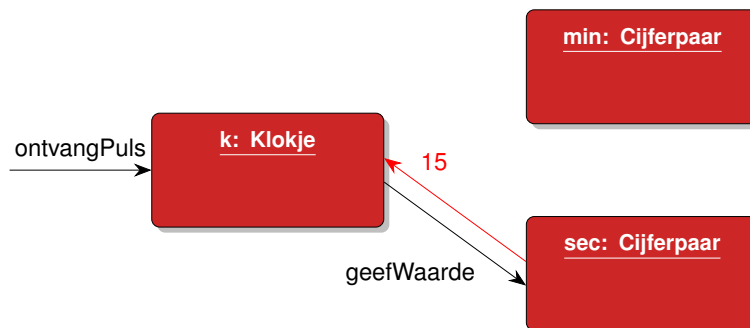 min: Cijferpaar
k: Klokje
ontvangPuls
15
sec: Cijferpaar
geefWaarde